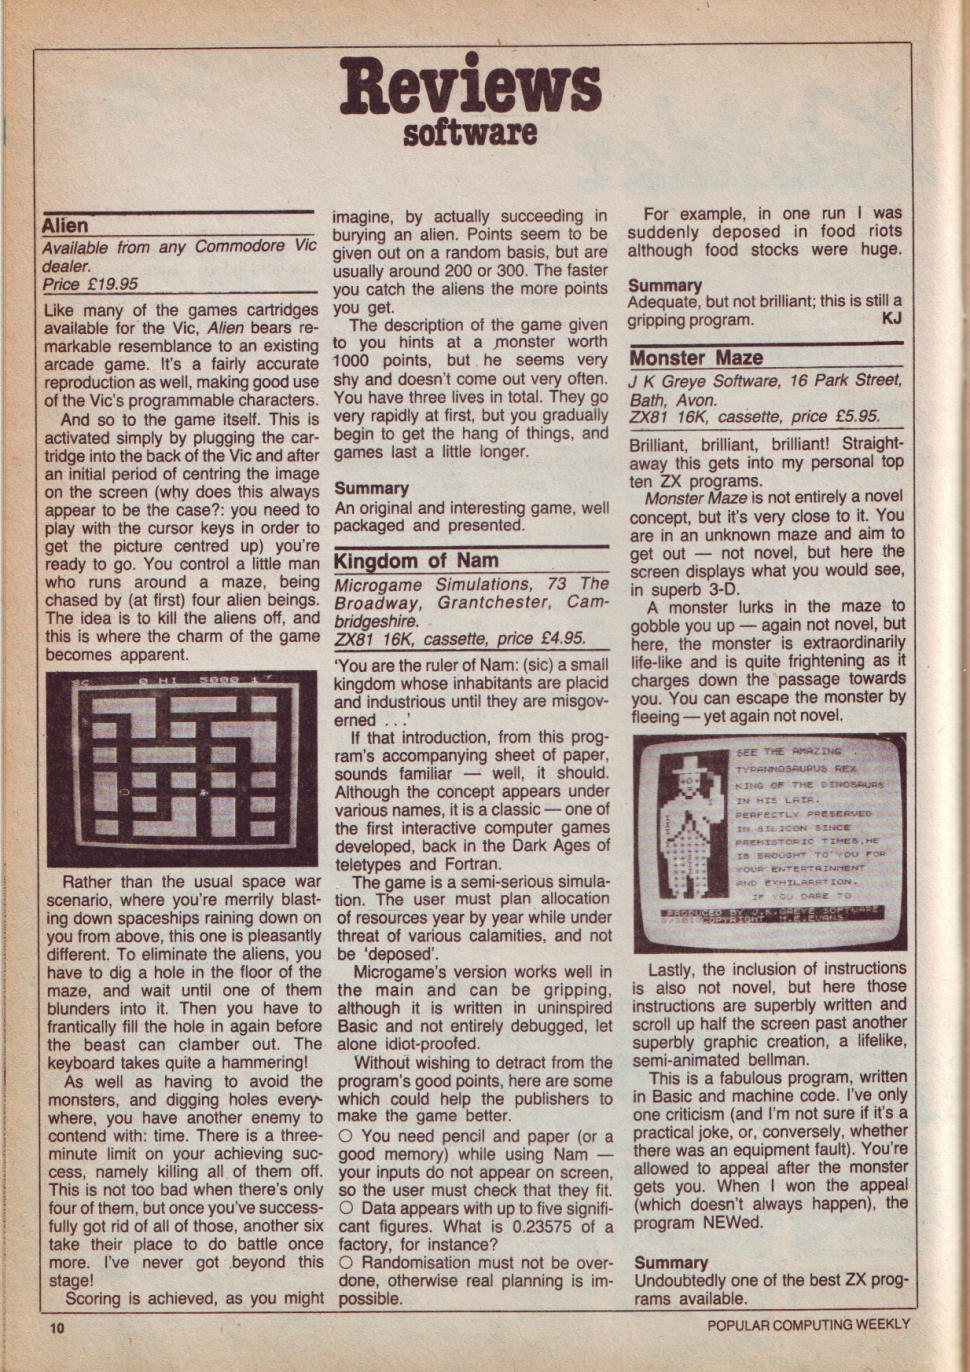 Reviews
software
Alien
Available from any Commodore Vic
dealer.
Price £19.95
Like many of the games cartridges
available for the Vic, Alien bears re-
markable resemblance to an existing
arcade game. It's a fairly accurate
reproduction as well, making good use
of the Vic's programmable characters.
And so to the game itself. This is
activated simply by plugging the car-
tridge into the back of the Vic and after
an initial period of centring the image
on the screen (why does this always
appear to be the case?: you need to
play with the cursor keys in order to
get the picture centred up) you're
ready to go. You control a little man
who runs around a maze, being
chased by (at first) four alien beings.
The idea is to kill the aliens off, and
this is where the charm of the game
becomes apparent.
SC 0 HI 5000 1
Rather than the usual space war
scenario, where you're merrily blast-
ing down spaceships raining down on
you from above, this one is pleasantly
different. To eliminate the aliens, you
have to dig a hole in the floor of the
maze, and wait until one of them
blunders into it. Then you have to
frantically fill the hole in again before
the beast can clamber out. The
keyboard takes quite a hammering!
As well as having to avoid the
monsters, and digging holes every-
where, you have another enemy to
contend with: time. There is a three-
minute limit on your achieving suc-
cess, namely killing all of them off.
This is not too bad when there's only
four of them, but once you've success-
fully got rid of all of those, another six
take their place to do battle once
more. I've never got beyond this
stage!
Scoring is achieved, as you might
imagine, by actually succeeding in
burying an alien. Points seem to be
given out on a random basis, but are
usually around 200 or 300. The faster
you catch the aliens the more points
you get.
The description of the game given
to you hints at a monster worth
1000 points, but he seems very
shy and doesn't come out very often.
You have three lives in total. They go
very rapidly at first, but you gradually
begin to get the hang of things, and
games last a little longer.
Summary
An original and interesting game, well
packaged and presented.
Kingdom of Nam
Microgame Simulations, 73 The
Broadway, Grantchester, Cam-
bridgeshire.
ZX81 16K, cassette, price £4.95.
'You are the ruler of Nam: (sic) a small
kingdom whose inhabitants are placid
and industrious until they are misgov-
erned . . .'
If that introduction, from this prog-
ram's accompanying sheet of paper,
sounds familiar — well, it should.
Although the concept appears under
various names, it is a classic — one of
the first interactive computer games
developed, back in the Dark Ages of
teletypes and Fortran.
The game is a semi-serious simula-
tion. The user must plan allocation
of resources year by year while under
threat of various calamities, and not
be 'deposed'.
Microgame's version works well in
the main and can be gripping,
although it is written in uninspired
Basic and not entirely debugged, let
alone idiot-proofed.
Without wishing to detract from the
program's good points, here are some
which could help the publishers to
make the game better.
○ You need pencil and paper (or a
good memory) while using Nam —
your inputs do not appear on screen,
so the user must check that they fit.
○ Data appears with up to five signifi-
cant figures. What is 0.23575 of a
factory, for instance?
○ Randomisation must not be over-
done, otherwise real planning is im-
possible.
For example, in one run I was
suddenly deposed in food riots
although food stocks were huge.
Summary
Adequate, but not brilliant; this is still a
gripping program. KJ
Monster Maze
J K Greye Software, 16 Park Street,
Bath, Avon.
ZX81 16K, cassette, price £5.95.
Brilliant, brilliant, brilliant! Straight-
away this gets into my personal top
ten ZX programs.
Monster Maze is not entirely a novel
concept, but it's very close to it. You
are in an unknown maze and aim to
get out — not novel, but here the
screen displays what you would see,
in superb 3-D.
A monster lurks in the maze to
gobble you up — again not novel, but
here, the monster is extraordinarily
life-like and is quite frightening as it
charges down the passage towards
you. You can escape the monster by
fleeing — yet again not novel.
SEE THE AMAZING
TYRANNOSAURUS REX
KING OF THE DINOSAURS
IN HIS LAIR.
PERFECTLY PRESERVED
IN SILICON SINCE
PREHISTORIC TIMES,HE
IS BROUGHT TO YOU FOR
YOUR ENTERTAINMENT
AND EXHILARATION.
IF YOU DARE TO
PRODUCED BY J.K.GREYE SOFTWARE
COPYRIGHT M.E.EVANS
Lastly, the inclusion of instructions
is also not novel, but here those
instructions are superbly written and
scroll up half the screen past another
superbly graphic creation, a lifelike,
semi-animated bellman.
This is a fabulous program, written
in Basic and machine code. I've only
one criticism (and I'm not sure if it's a
practical joke, or, conversely, whether
there was an equipment fault). You're
allowed to appeal after the monster
gets you. When I won the appeal
(which doesn't always happen), the
program NEWed.
Summary
Undoubtedly one of the best ZX prog-
rams available.
10
POPULAR COMPUTING WEEKLY